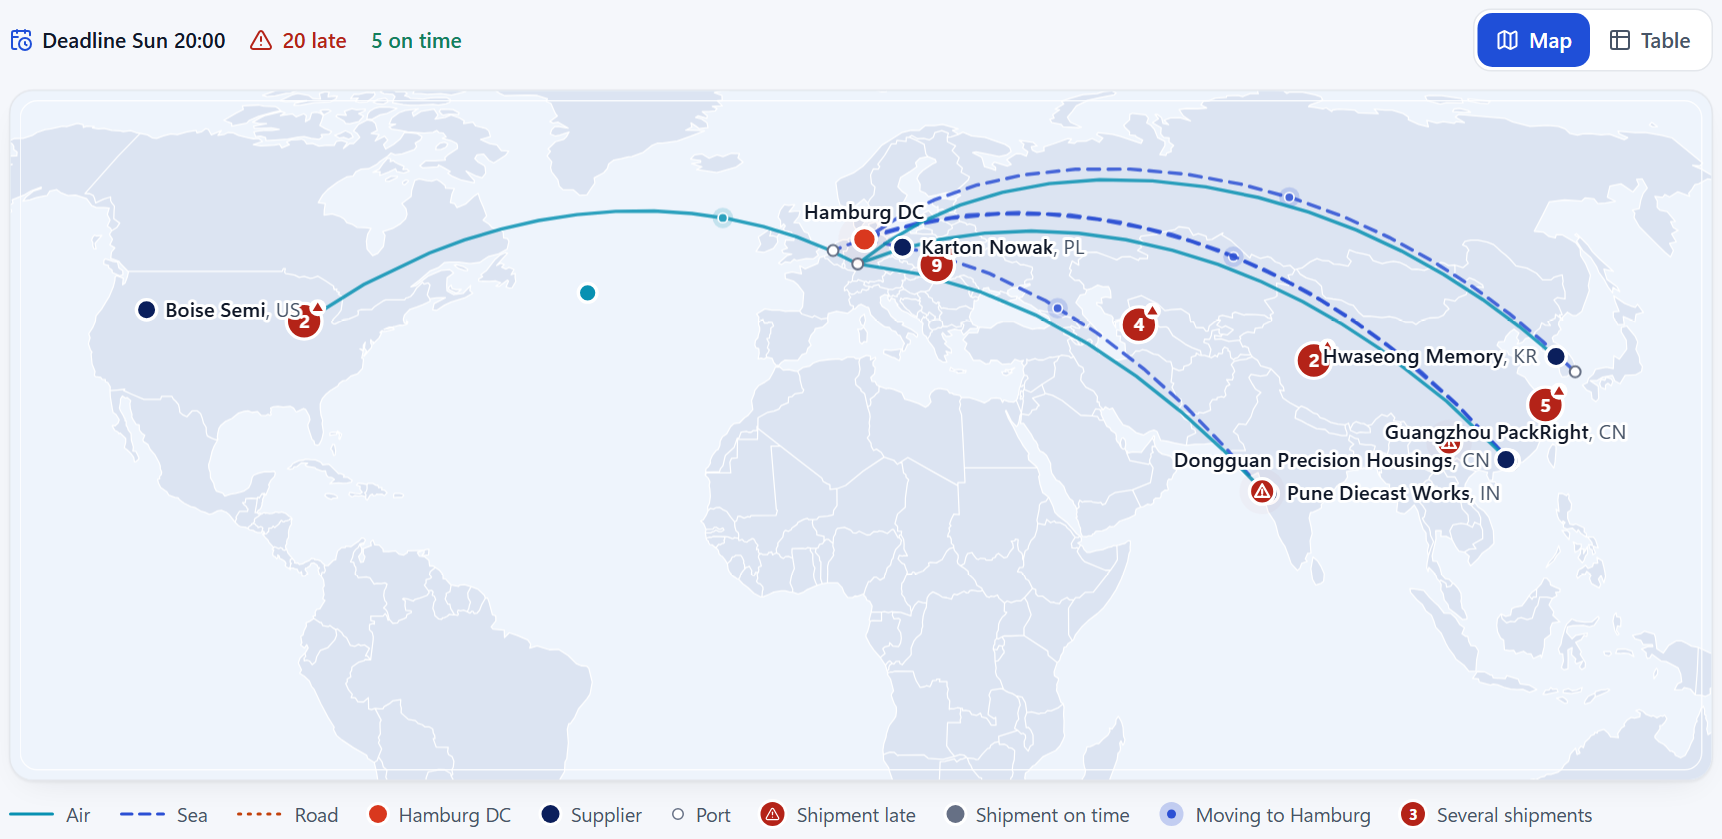 Deadline Sun 20:00
20 late
5 on time
Map
Table
Hamburg DC
Karton Nowak, PL
9
Boise Semi, US
2
4
2
Hwaseong Memory, KR
5
Guangzhou PackRight, CN
Dongguan Precision Housings, CN
Pune Diecast Works, IN
Air
Sea
Road
Hamburg DC
Supplier
Port
Shipment late
Shipment on time
Moving to Hamburg
3
Several shipments